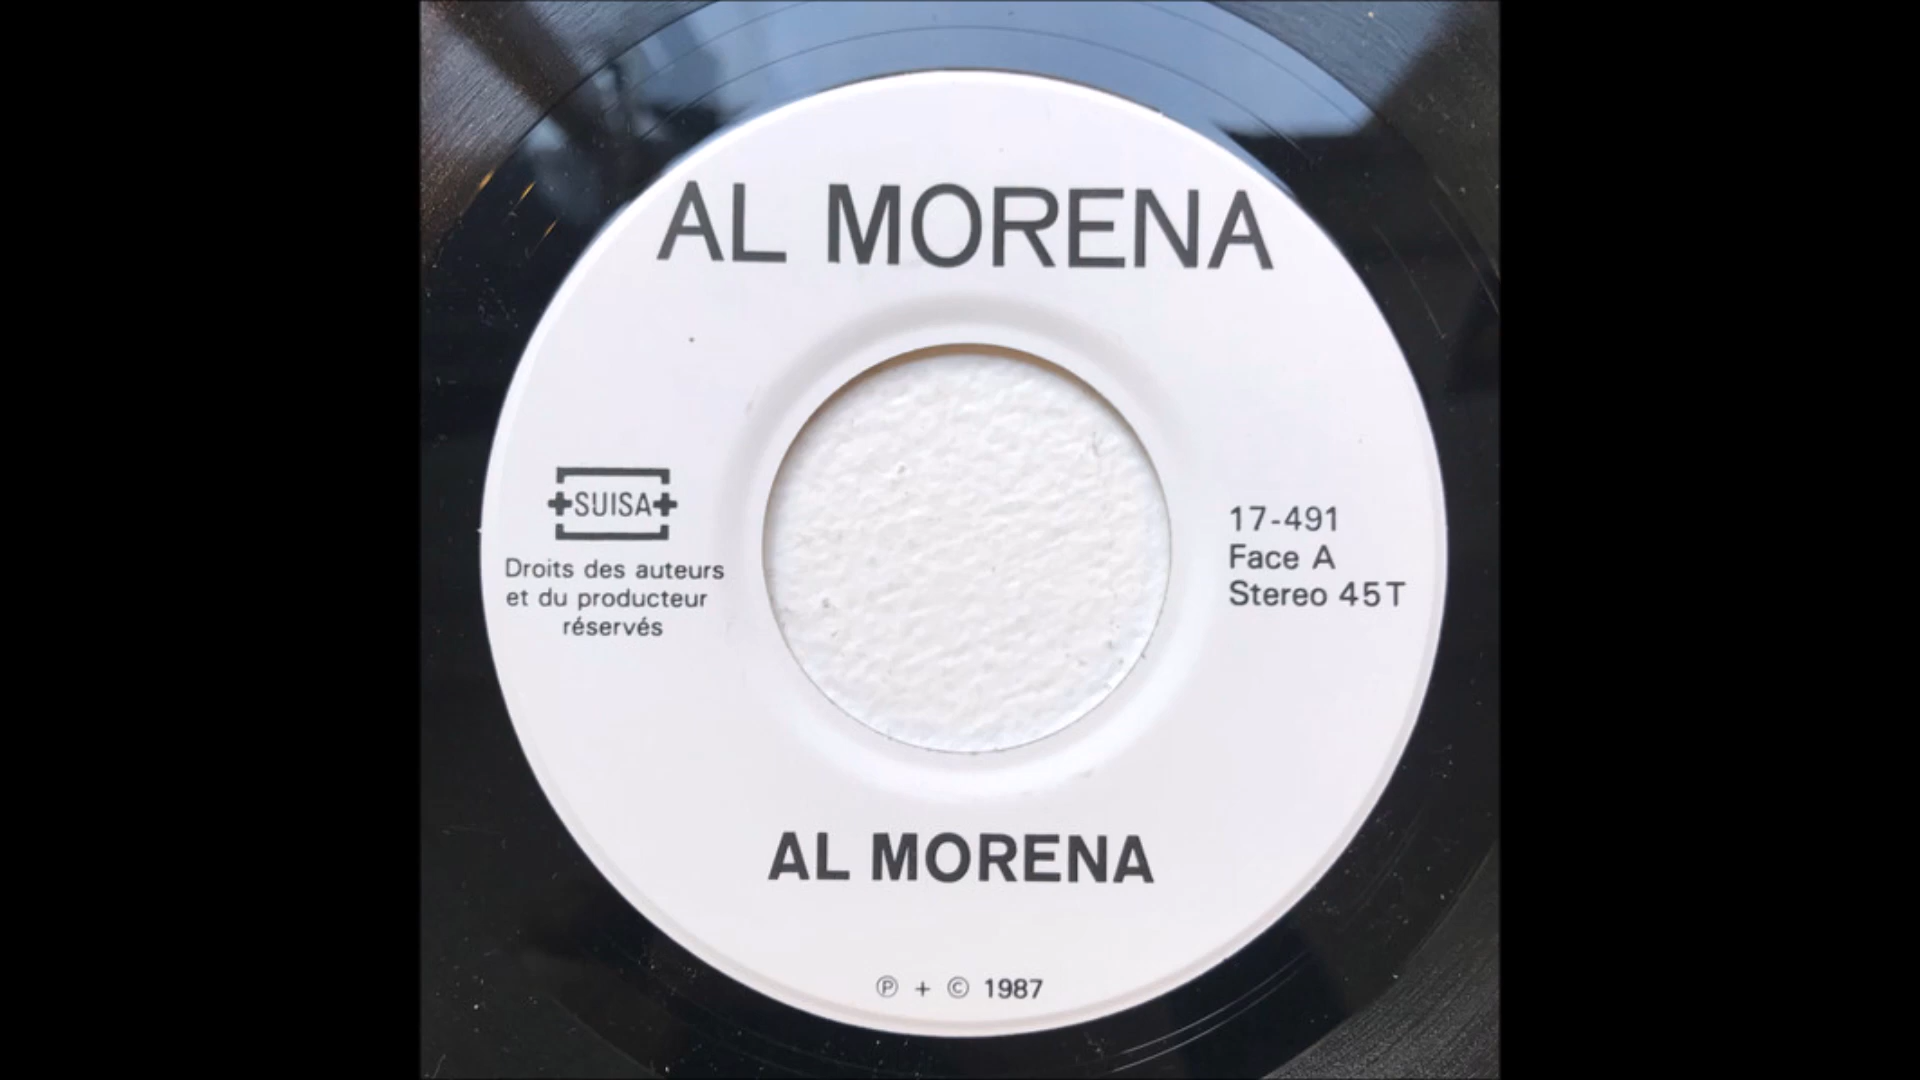 AL MORENA
+SUISA+
Droits des auteurs
et du producteur
réservés
17-491
Face A
Stereo 45T
AL MORENA
℗ + © 1987